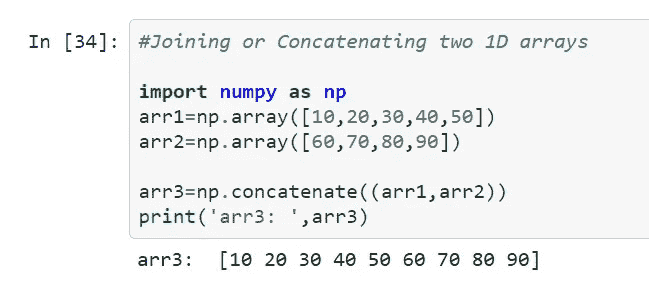 In [34]: #Joining or Concatenating two 1D arrays
import numpy as np
arr1=np.array([10,20,30,40,50])
arr2=np.array([60,70,80,90])
arr3=np.concatenate((arr1,arr2))
print('arr3: ',arr3)
arr3:  [10 20 30 40 50 60 70 80 90]